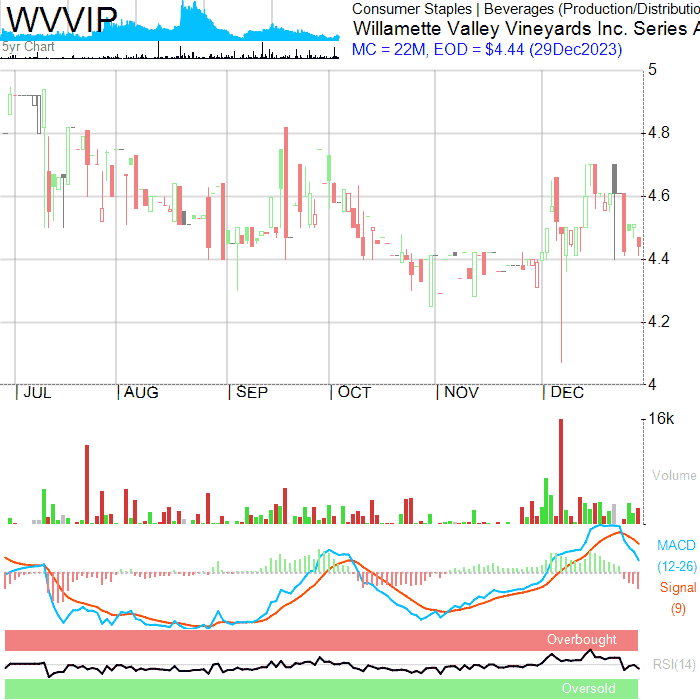 WVVIP
5yr Chart
Consumer Staples | Beverages (Production/Distributio
Willamette Valley Vineyards Inc. Series A
MC = 22M, EOD = $4.44 (29Dec2023)
5
4.8
4.6
4.4
4.2
4
JUL AUG SEP OCT NOV DEC
16k
Volume
MACD
(12-26)
Signal
(9)
Overbought
RSI(14)
Oversold